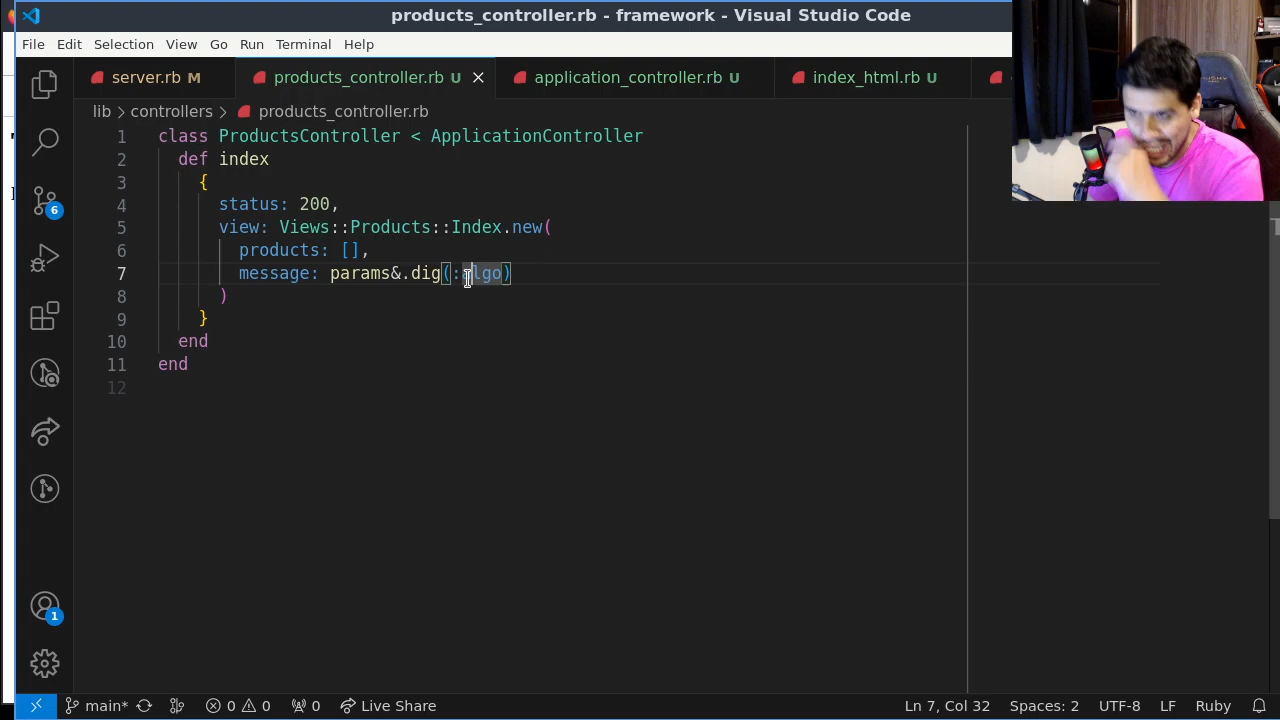 products_controller.rb - framework - Visual Studio Code
File Edit Selection View Go Run Terminal Help
server.rb M products_controller.rb U application_controller.rb U index_html.rb U
lib > controllers > products_controller.rb
1 class ProductsController < ApplicationController
2 def index
3 {
4 status: 200,
5 view: Views::Products::Index.new(
6 products: [],
7 message: params&.dig(:algo)
8 )
9 }
10 end
11 end
12
6
1
main* 0 0 0 Live Share Ln 7, Col 32 Spaces: 2 UTF-8 LF Ruby